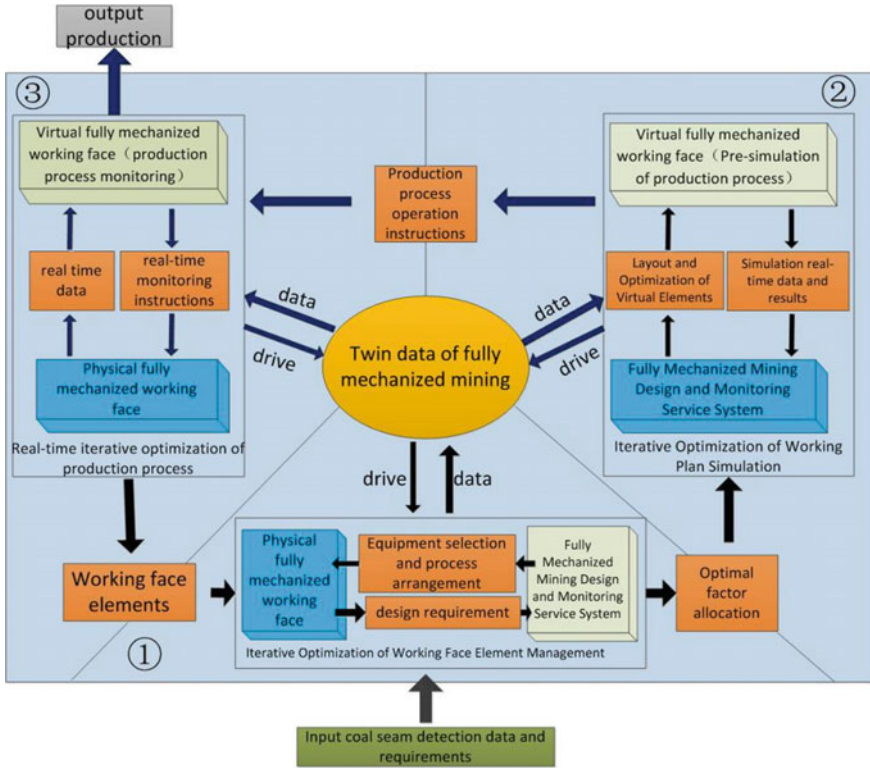 output
production
③
②
Virtual fully mechanized
working face（production
process monitoring）
Virtual fully mechanized
working face（Pre-simulation
of production process）
Production
process
operation
instructions
real time
data
real-time
monitoring
instructions
Layout and
Optimization of
Virtual Elements
Simulation real-
time data and
results
data
drive
data
drive
Twin data of fully
mechanized mining
Physical fully
mechanized working
face
Fully Mechanized Mining
Design and Monitoring
Service System
Real-time iterative optimization of
production process
Iterative Optimization of Working
Plan Simulation
drive
data
Working face
elements
Physical
fully
mechanized
working
face
Equipment selection
and process
arrangement
design requirement
Fully
Mechanized
Mining Design
and Monitoring
Service System
Optimal
factor
allocation
①
Iterative Optimization of Working Face Element Management
Input coal seam detection data and
requirements